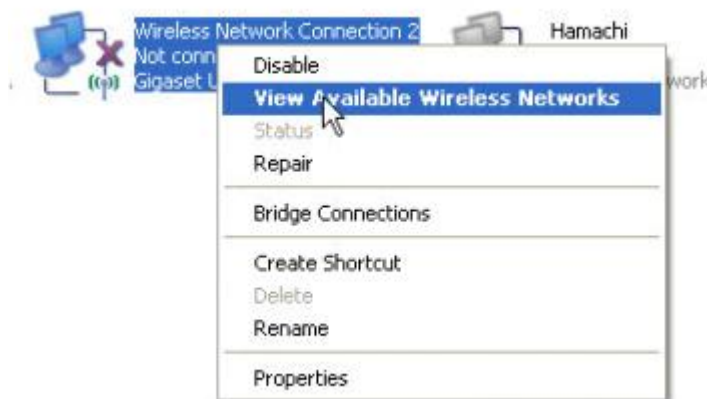 Wireless Network Connection 2
Hamachi
Not conn
Gigaset U
work
Disable
View Available Wireless Networks
Status
Repair
Bridge Connections
Create Shortcut
Delete
Rename
Properties